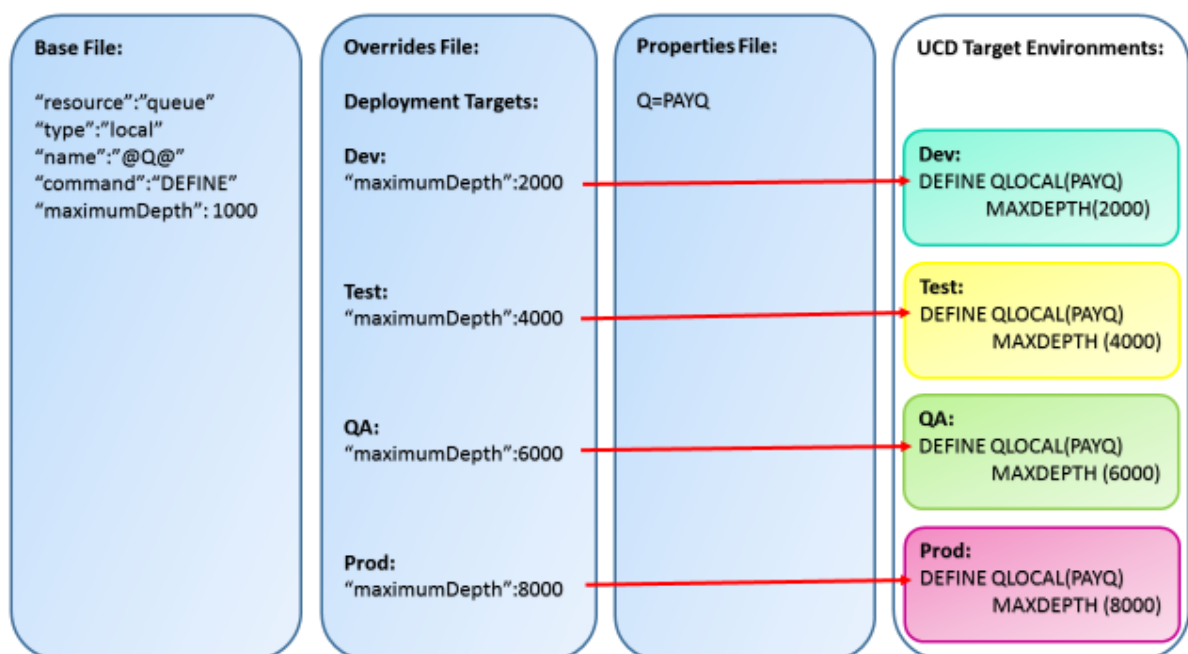 Base File:
“resource”:”queue”
“type”:”local”
“name”:”@Q@”
“command”:“DEFINE”
“maximumDepth”: 1000
Overrides File:
Deployment Targets:
Dev:
“maximumDepth”:2000
Test:
“maximumDepth”:4000
QA:
“maximumDepth”:6000
Prod:
“maximumDepth”:8000
Properties File:
Q=PAYQ
UCD Target Environments:
Dev:
DEFINE QLOCAL(PAYQ)
MAXDEPTH(2000)
Test:
DEFINE QLOCAL(PAYQ)
MAXDEPTH (4000)
QA:
DEFINE QLOCAL(PAYQ)
MAXDEPTH (6000)
Prod:
DEFINE QLOCAL(PAYQ)
MAXDEPTH (8000)